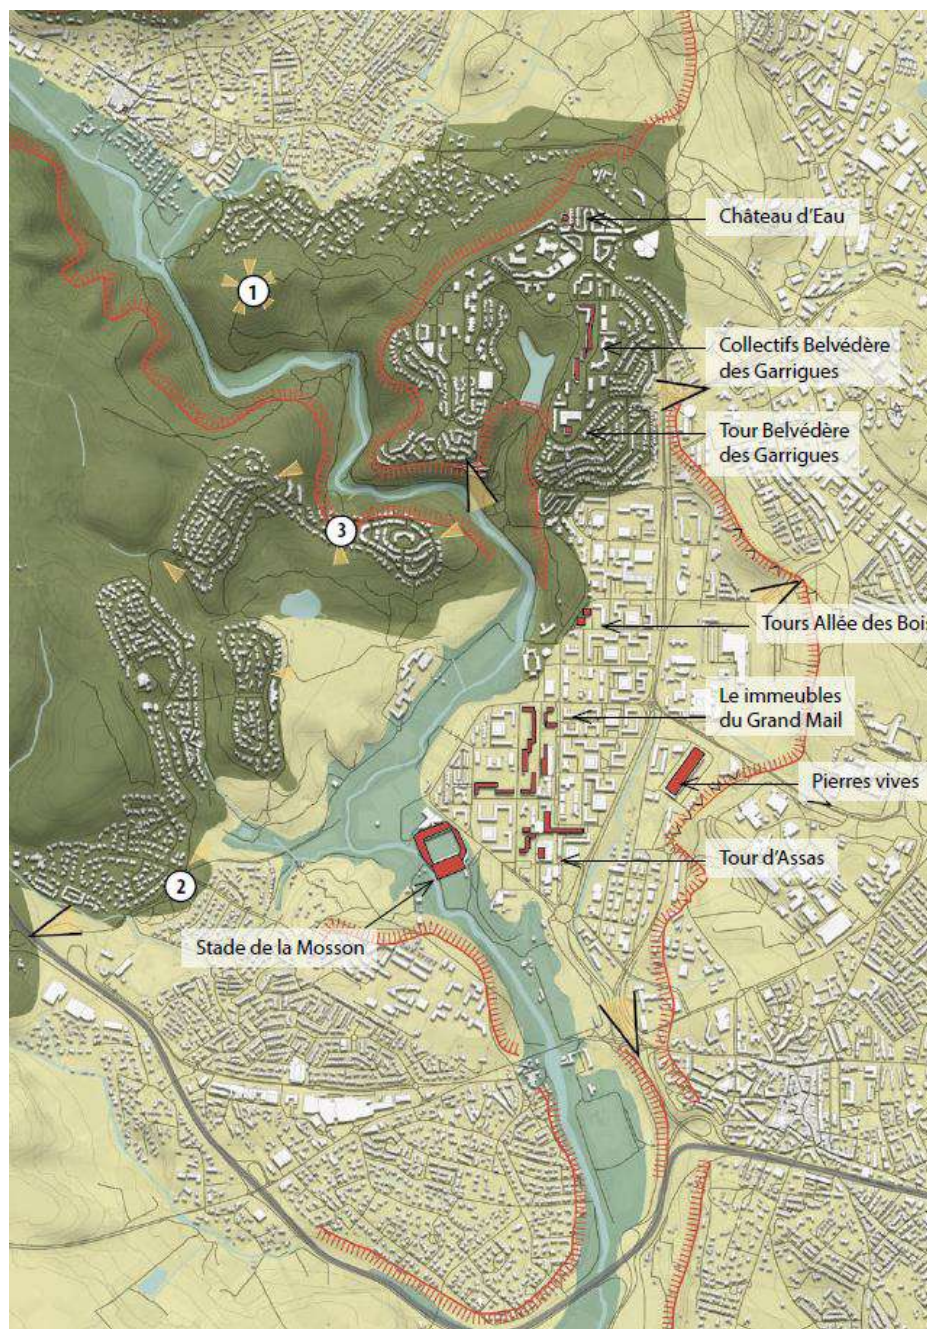 Château d'Eau
1
Collectifs Belvédère
des Garrigues
Tour Belvédère
des Garrigues
3
Tours Allée des Bois
Le immeubles
du Grand Mail
Pierres vives
Tour d'Assas
2
Stade de la Mosson